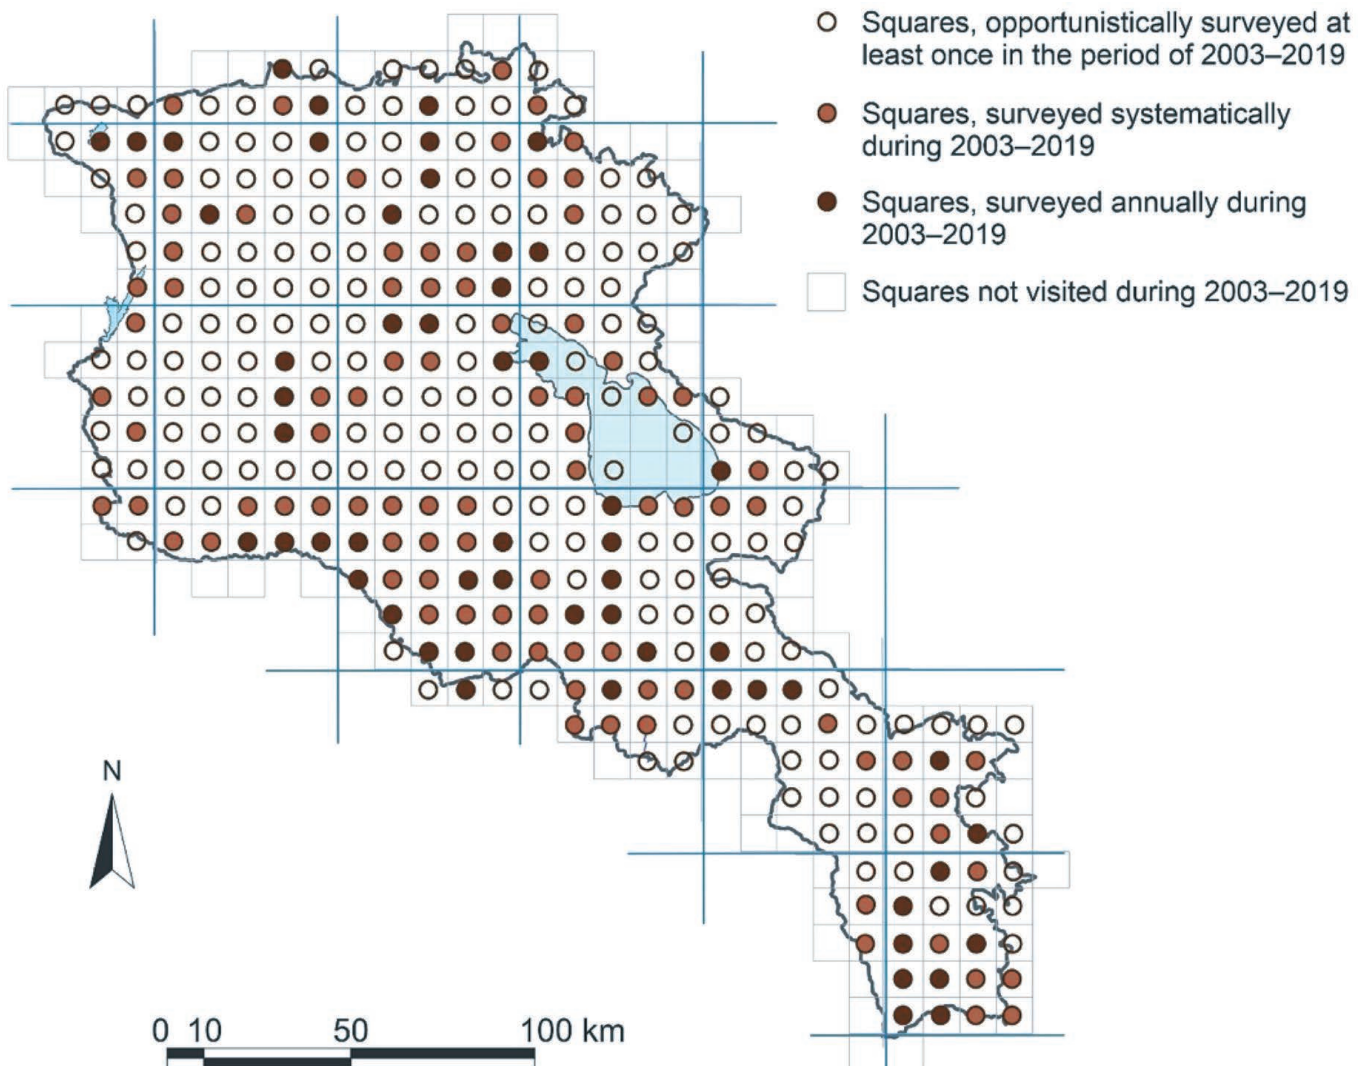 Squares, opportunistically surveyed at
least once in the period of 2003–2019
Squares, surveyed systematically
during 2003–2019
Squares, surveyed annually during
2003–2019
Squares not visited during 2003–2019
N
0 10 50 100 km